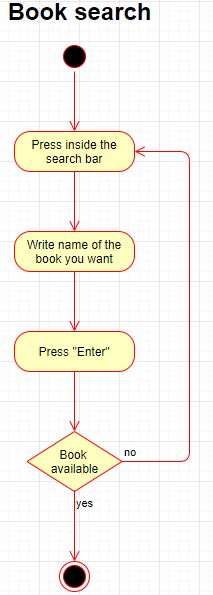 Book search
Press inside the
search bar
Write name of the
book you want
Press "Enter"
Book
available
no
yes